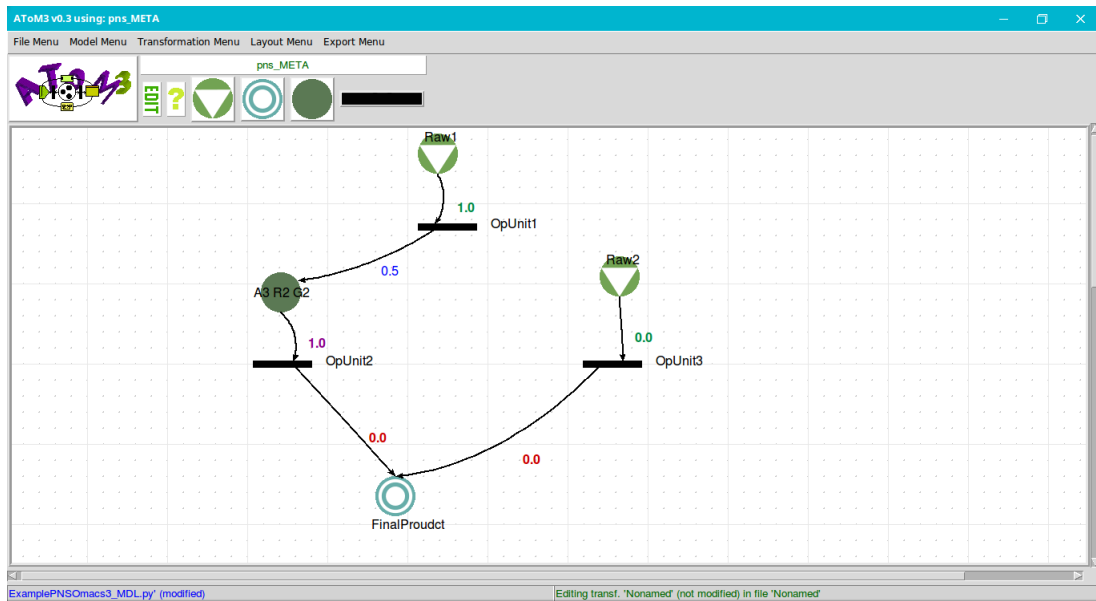 AToM3 v0.3 using: pns_META
File Menu Model Menu Transformation Menu Layout Menu Export Menu
pns_META
ATOM3
EDIT
?
Raw1
1.0
OpUnit1
0.5
Raw2
A3 R2 G2
1.0
0.0
OpUnit2
OpUnit3
0.0
0.0
FinalProudct
ExamplePNSOmacs3_MDL.py' (modified)
Editing transf. 'Nonamed' (not modified) in file 'Nonamed'